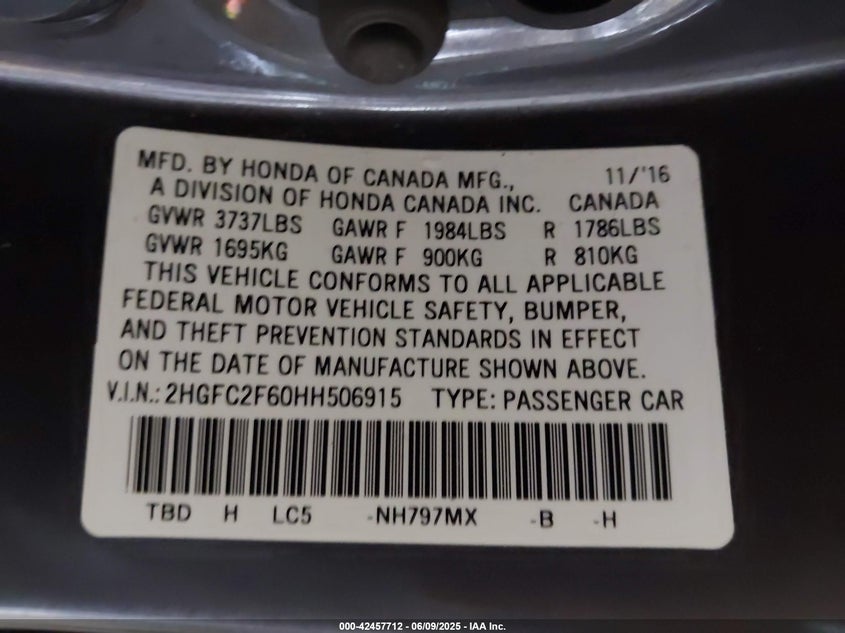 MFD. BY HONDA OF CANADA MFG., 11/'16
A DIVISION OF HONDA CANADA INC. CANADA
GVWR 3737LBS GAWR F 1984LBS R 1786LBS
GVWR 1695KG GAWR F 900KG R 810KG
THIS VEHICLE CONFORMS TO ALL APPLICABLE
FEDERAL MOTOR VEHICLE SAFETY, BUMPER,
AND THEFT PREVENTION STANDARDS IN EFFECT
ON THE DATE OF MANUFACTURE SHOWN ABOVE.
V.I.N.: 2HGFC2F60HH506915 TYPE: PASSENGER CAR
TBD H LC5 -NH797MX -B -H
000-42457712 - 06/09/2025 - IAA Inc.